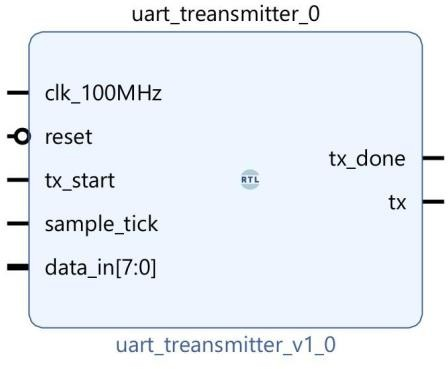 uart_treansmitter_0
clk_100MHz
reset
tx_start
sample_tick
data_in[7:0]
RTL
tx_done
tx
uart_treansmitter_v1_0